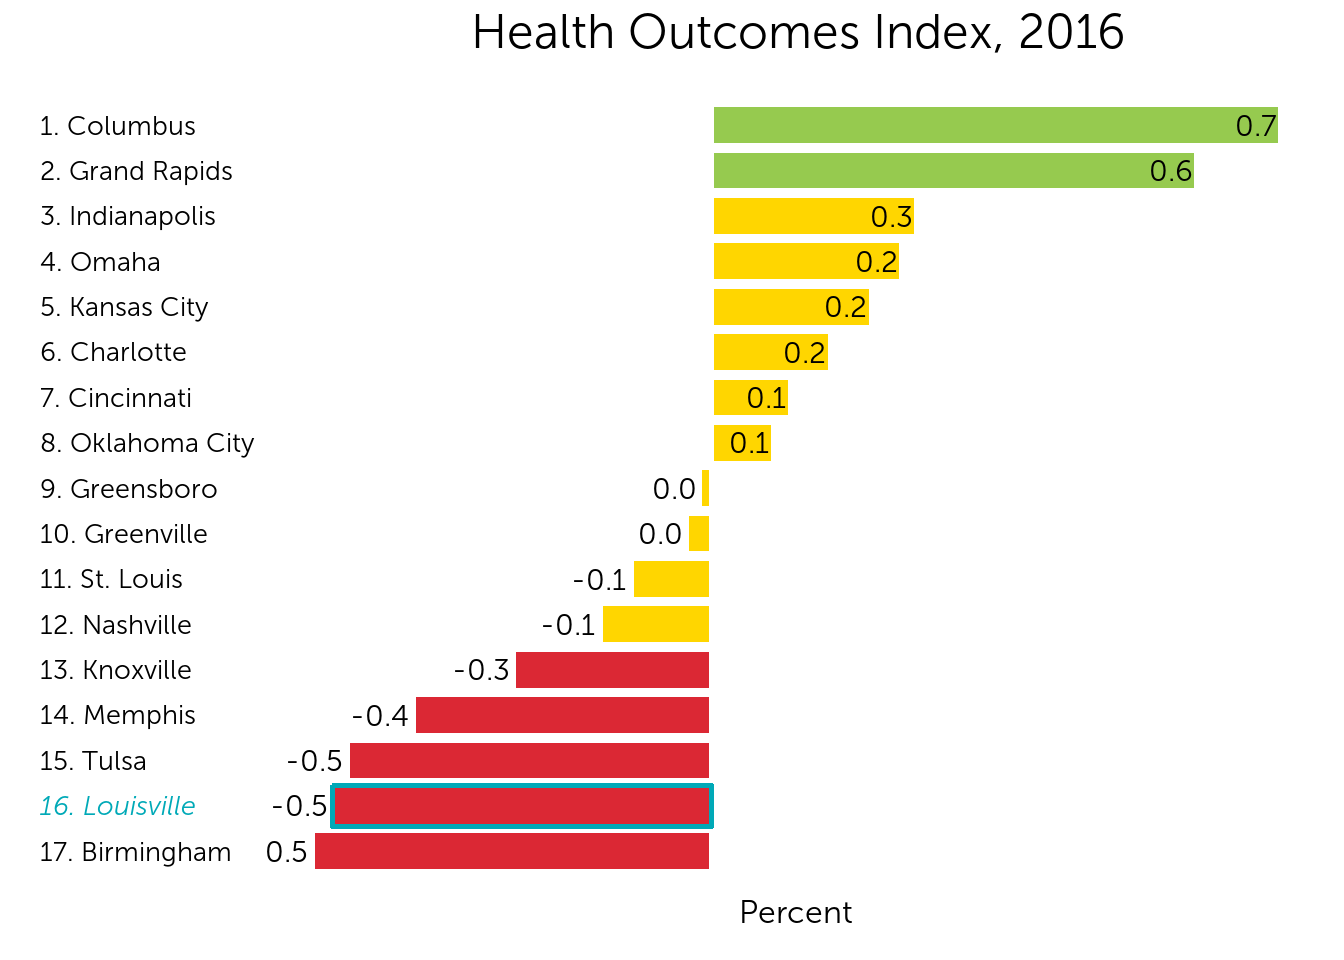 Health Outcomes Index, 2016
1. Columbus 0.7
2. Grand Rapids 0.6
3. Indianapolis 0.3
4. Omaha 0.2
5. Kansas City 0.2
6. Charlotte 0.2
7. Cincinnati 0.1
8. Oklahoma City 0.1
9. Greensboro 0.0
10. Greenville 0.0
11. St. Louis -0.1
12. Nashville -0.1
13. Knoxville -0.3
14. Memphis -0.4
15. Tulsa -0.5
16. Louisville -0.5
17. Birmingham 0.5
Percent